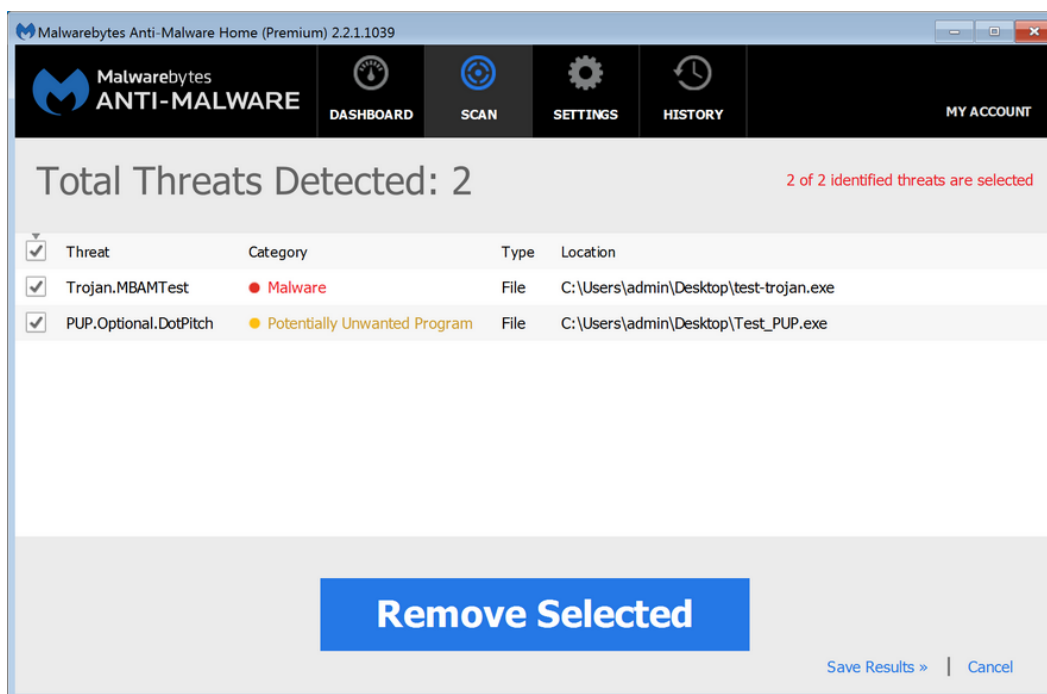 Malwarebytes Anti-Malware Home (Premium) 2.2.1.1039
Malwarebytes
ANTI-MALWARE
DASHBOARD
SCAN
SETTINGS
HISTORY
MY ACCOUNT
Total Threats Detected: 2
2 of 2 identified threats are selected
Threat Category Type Location
Trojan.MBAMTest Malware File C:\Users\admin\Desktop\test-trojan.exe
PUP.Optional.DotPitch Potentially Unwanted Program File C:\Users\admin\Desktop\Test_PUP.exe
Remove Selected
Save Results » | Cancel